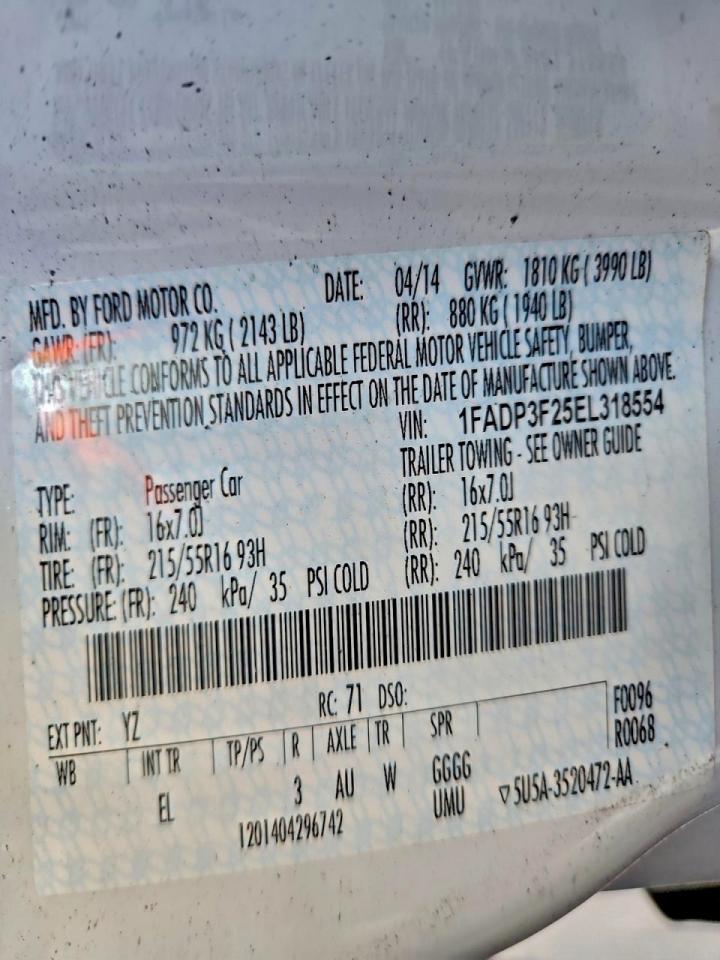 MFD. BY FORD MOTOR CO. DATE: 04/14 GVWR: 1810 KG ( 3990 LB)
GAWR: (FR): 972 KG ( 2143 LB) (RR): 880 KG ( 1940 LB)
THIS VEHICLE CONFORMS TO ALL APPLICABLE FEDERAL MOTOR VEHICLE SAFETY, BUMPER,
AND THEFT PREVENTION STANDARDS IN EFFECT ON THE DATE OF MANUFACTURE SHOWN ABOVE.
VIN: 1FADP3F25EL318554
TYPE: Passenger Car TRAILER TOWING - SEE OWNER GUIDE
RIM: (FR): 16x7.0J (RR): 16x7.0J
TIRE: (FR): 215/55R16 93H (RR): 215/55R16 93H
PRESSURE: (FR): 240 kPa/ 35 PSI COLD (RR): 240 kPa/ 35 PSI COLD
EXT PNT: YZ RC: 71 DSO: F0096
WB INT TR TP/PS R AXLE TR SPR R0068
EL 3 AU W GGGG
UMU ▽5U5A-3520472-AA
1201404296742